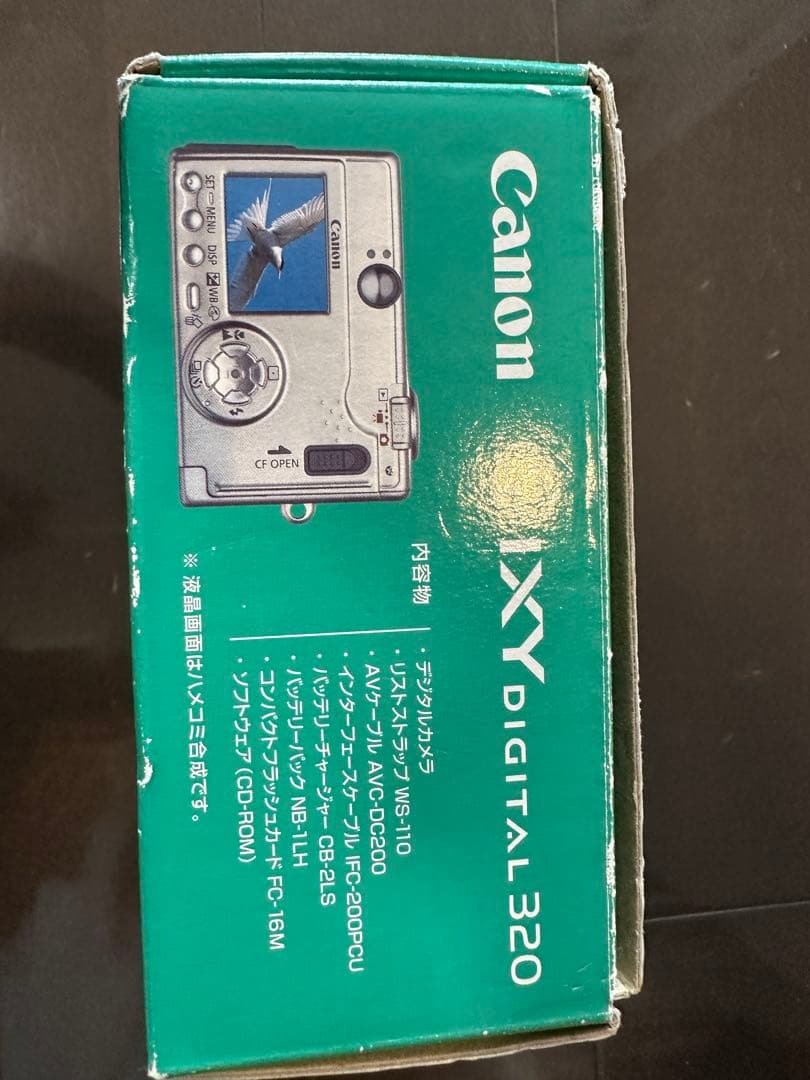 Canon IXY DIGITAL 320
Canon
SET
MENU
DISP
WB
CF OPEN
内容物
・デジタルカメラ
・リストストラップ WS-110
・AVケーブル AVC-DC200
・インターフェースケーブル IFC-200PCU
・バッテリーチャージャー CB-2LS
・バッテリーパック NB-1LH
・コンパクトフラッシュカード FC-16M
・ソフトウェア(CD-ROM)
※液晶画面はハメコミ合成です。